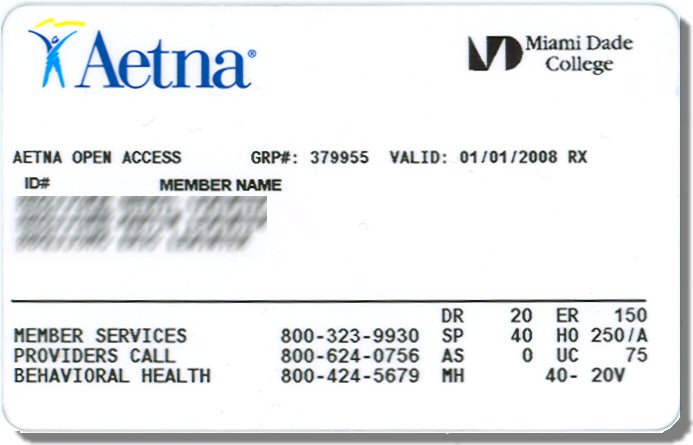 Aetna®
Miami Dade
College
AETNA OPEN ACCESS GRP#: 379955 VALID: 01/01/2008 RX
ID# MEMBER NAME
DR 20 ER 150
MEMBER SERVICES 800-323-9930 SP 40 HO 250/A
PROVIDERS CALL 800-624-0756 AS 0 UC 75
BEHAVIORAL HEALTH 800-424-5679 MH 40- 20V